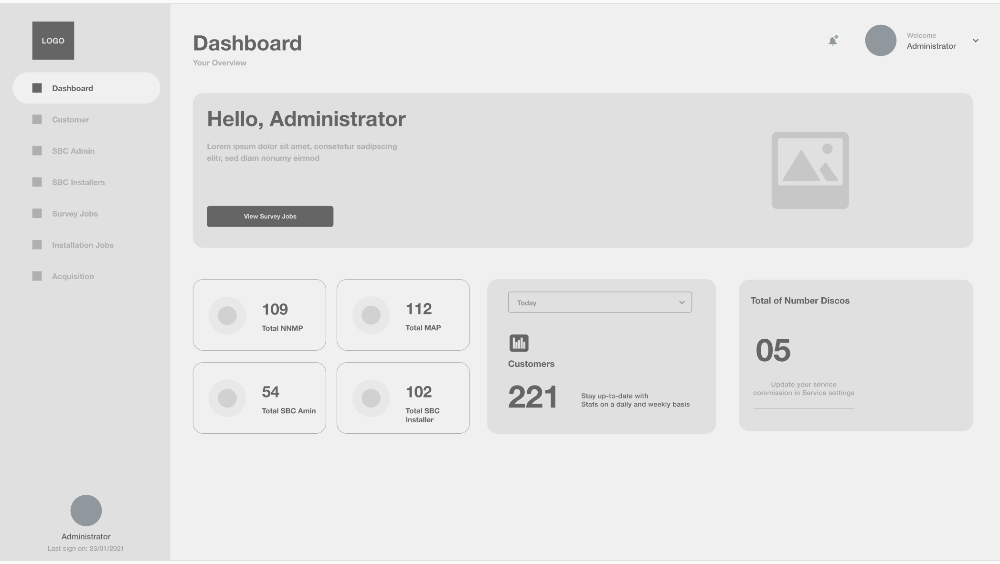 LOGO
Dashboard
Customer
SBC Admin
SBC Installers
Survey Jobs
Installation Jobs
Acquisition
Administrator
Last sign on: 23/01/2021
Dashboard
Your Overview
Welcome
Administrator
Hello, Administrator
Lorem ipsum dolor sit amet, consetetur sadipscing
elitr, sed diam nonumy eirmod
View Survey Jobs
109
Total NNMP
112
Total MAP
54
Total SBC Amin
102
Total SBC
Installer
Today
Customers
221
Stay up-to-date with
Stats on a daily and weekly basis
Total of Number Discos
05
Update your service
commission in Service settings